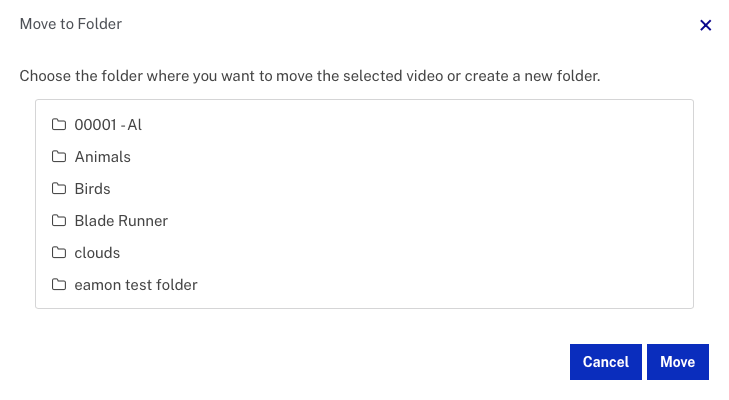 Move to Folder
Choose the folder where you want to move the selected video or create a new folder.
00001 - Al
Animals
Birds
Blade Runner
clouds
eamon test folder
Cancel Move